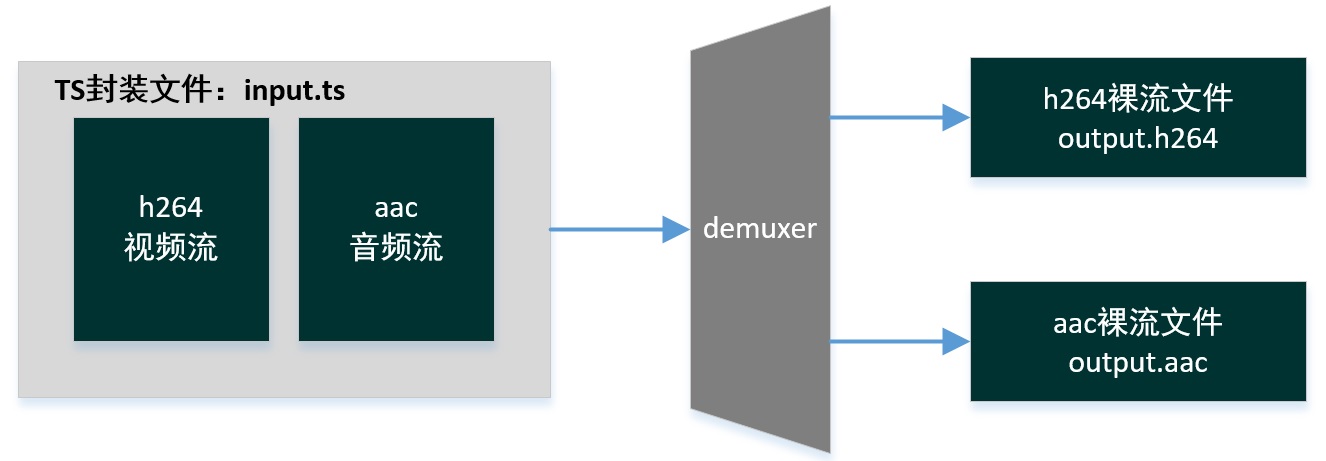 TS封装文件：input.ts
h264
视频流
aac
音频流
demuxer
h264裸流文件
output.h264
aac裸流文件
output.aac